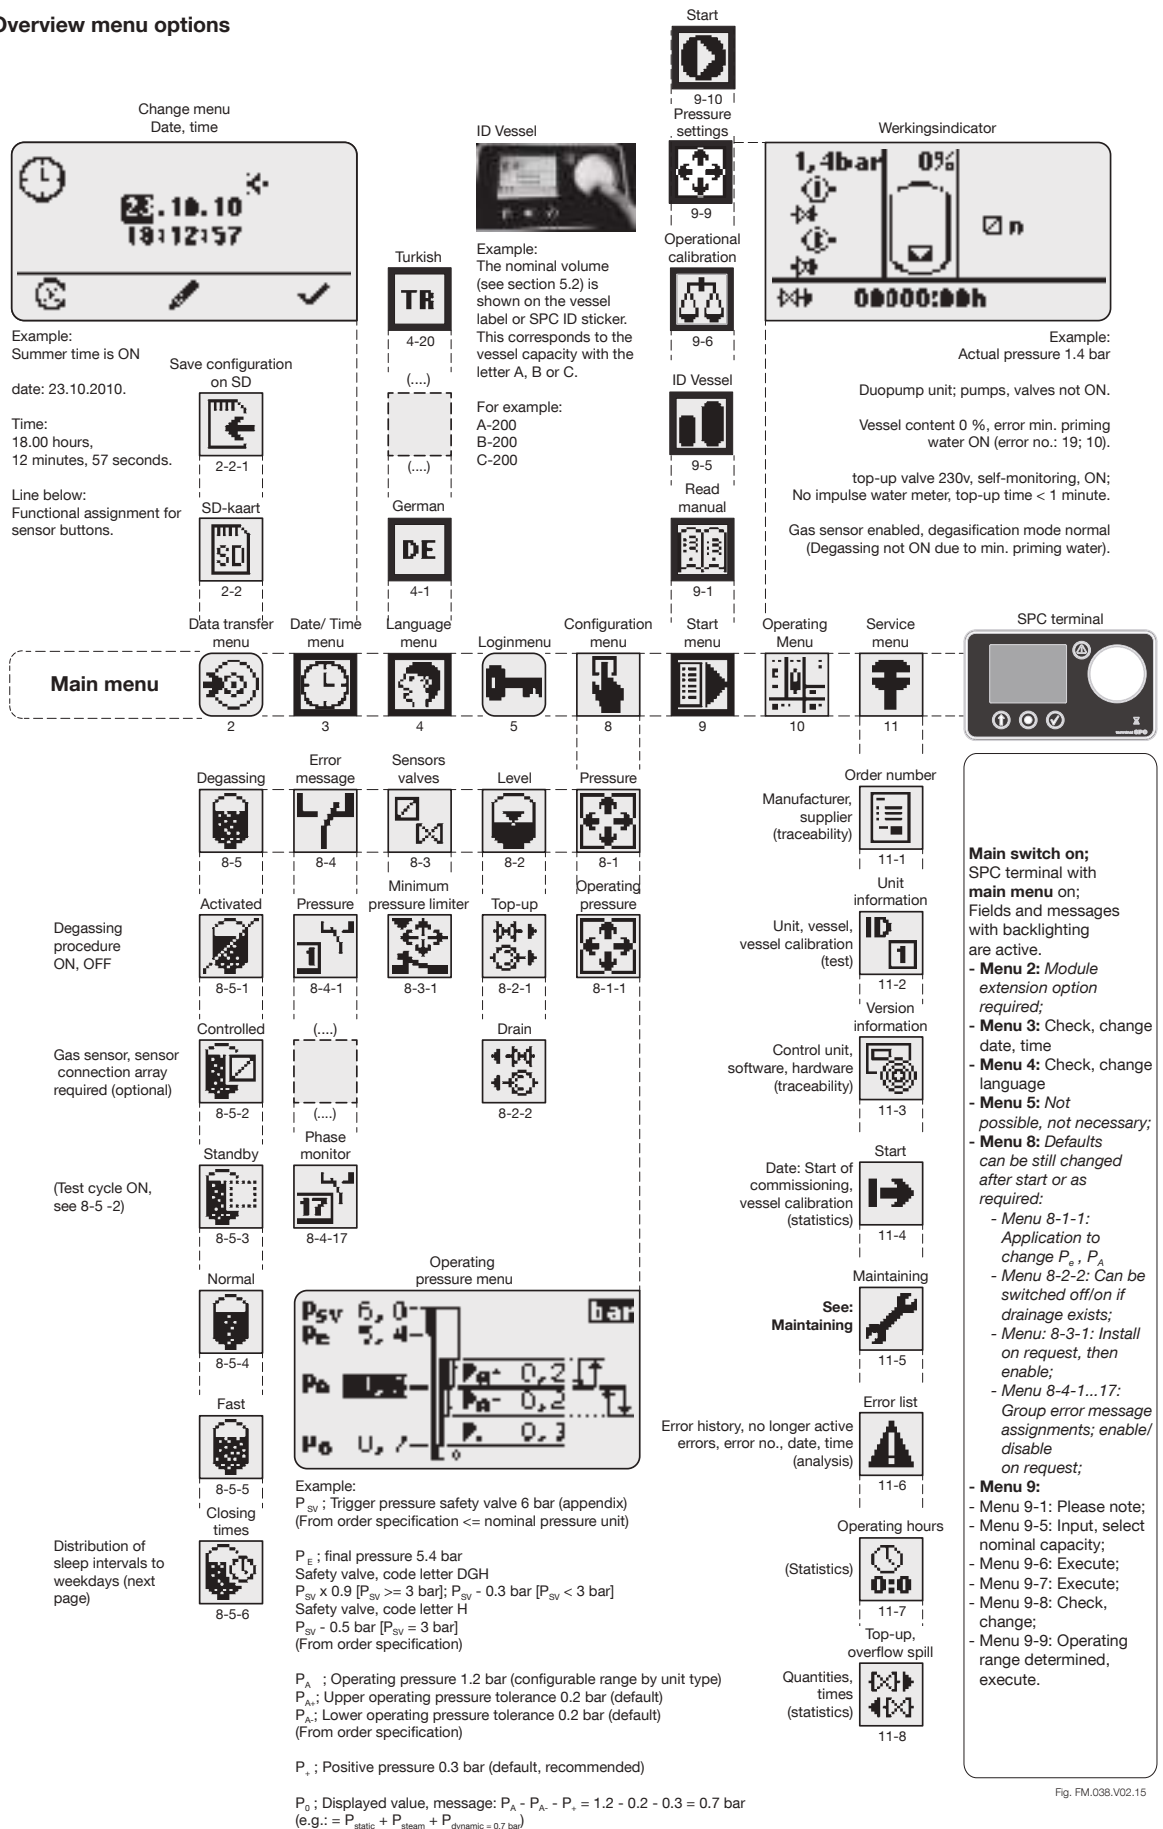 Overview menu options
Change menu
Date, time
23.10.10
18:12:57
Example:
Summer time is ON
date: 23.10.2010.
Time:
18.00 hours,
12 minutes, 57 seconds.
Line below:
Functional assignment for
sensor buttons.
Save configuration
on SD
2-2-1
SD-kaart
SD
2-2
Turkish
TR
4-20
(....)
(....)
German
DE
4-1
ID Vessel
Example:
The nominal volume
(see section 5.2) is
shown on the vessel
label or SPC ID sticker.
This corresponds to the
vessel capacity with the
letter A, B or C.
For example:
A-200
B-200
C-200
Start
9-10
Pressure
settings
9-9
Operational
calibration
9-6
ID Vessel
9-5
Read
manual
9-1
Werkingsindicator
1,4bar 0%
n
00000:00h
Example:
Actual pressure 1.4 bar
Duopump unit; pumps, valves not ON.
Vessel content 0 %, error min. priming
water ON (error no.: 19; 10).
top-up valve 230v, self-monitoring, ON;
No impulse water meter, top-up time < 1 minute.
Gas sensor enabled, degasification mode normal
(Degassing not ON due to min. priming water).
Main menu
Data transfer
menu
2
Date/ Time
menu
3
Language
menu
4
Loginmenu
5
Configuration
menu
8
Start
menu
9
Operating
Menu
10
Service
menu
11
SPC terminal
Degassing
8-5
Error
message
8-4
Sensors
valves
8-3
Level
8-2
Pressure
8-1
Degassing
procedure
ON, OFF
Activated
8-5-1
Pressure
1
8-4-1
Minimum
pressure limiter
8-3-1
Top-up
8-2-1
Operating
pressure
8-1-1
Gas sensor, sensor
connection array
required (optional)
Controlled
8-5-2
(....)
(....)
Drain
8-2-2
(Test cycle ON,
see 8-5 -2)
Standby
8-5-3
Phase
monitor
17
8-4-17
Normal
8-5-4
Fast
8-5-5
Distribution of
sleep intervals to
weekdays (next
page)
Closing
times
8-5-6
Operating
pressure menu
PSV 6,0
bar
PE 5,4
Pa
Pa+ 0,2
Pa- 0,2
P. 0,3
Po 0,7
Example:
PSV ; Trigger pressure safety valve 6 bar (appendix)
(From order specification <= nominal pressure unit)
PE ; final pressure 5.4 bar
Safety valve, code letter DGH
PSV x 0.9 [PSV >= 3 bar]; PSV - 0.3 bar [PSV < 3 bar]
Safety valve, code letter H
PSV - 0.5 bar [PSV = 3 bar]
(From order specification)
PA ; Operating pressure 1.2 bar (configurable range by unit type)
PA+; Upper operating pressure tolerance 0.2 bar (default)
PA-; Lower operating pressure tolerance 0.2 bar (default)
(From order specification)
P+ ; Positive pressure 0.3 bar (default, recommended)
P0 ; Displayed value, message: PA - PA- - P+ = 1.2 - 0.2 - 0.3 = 0.7 bar
(e.g.: = Pstatic + Psteam + Pdynamic = 0.7 bar)
Order number
Manufacturer,
supplier
(traceability)
11-1
Unit
information
Unit, vessel,
vessel calibration
(test)
ID
1
11-2
Version
information
Control unit,
software, hardware
(traceability)
11-3
Start
Date: Start of
commissioning,
vessel calibration
(statistics)
11-4
Maintaining
See:
Maintaining
11-5
Error list
Error history, no longer active
errors, error no., date, time
(analysis)
11-6
Operating hours
(Statistics)
0:0
11-7
Top-up,
overflow spill
Quantities,
times
(statistics)
11-8
Main switch on;
SPC terminal with
main menu on;
Fields and messages
with backlighting
are active.
- Menu 2: Module
extension option
required;
- Menu 3: Check, change
date, time
- Menu 4: Check, change
language
- Menu 5: Not
possible, not necessary;
- Menu 8: Defaults
can be still changed
after start or as
required:
- Menu 8-1-1:
Application to
change Pe , PA
- Menu 8-2-2: Can be
switched off/on if
drainage exists;
- Menu: 8-3-1: Install
on request, then
enable;
- Menu 8-4-1...17:
Group error message
assignments; enable/
disable
on request;
- Menu 9:
- Menu 9-1: Please note;
- Menu 9-5: Input, select
nominal capacity;
- Menu 9-6: Execute;
- Menu 9-7: Execute;
- Menu 9-8: Check,
change;
- Menu 9-9: Operating
range determined,
execute.
Fig. FM.038.V02.15